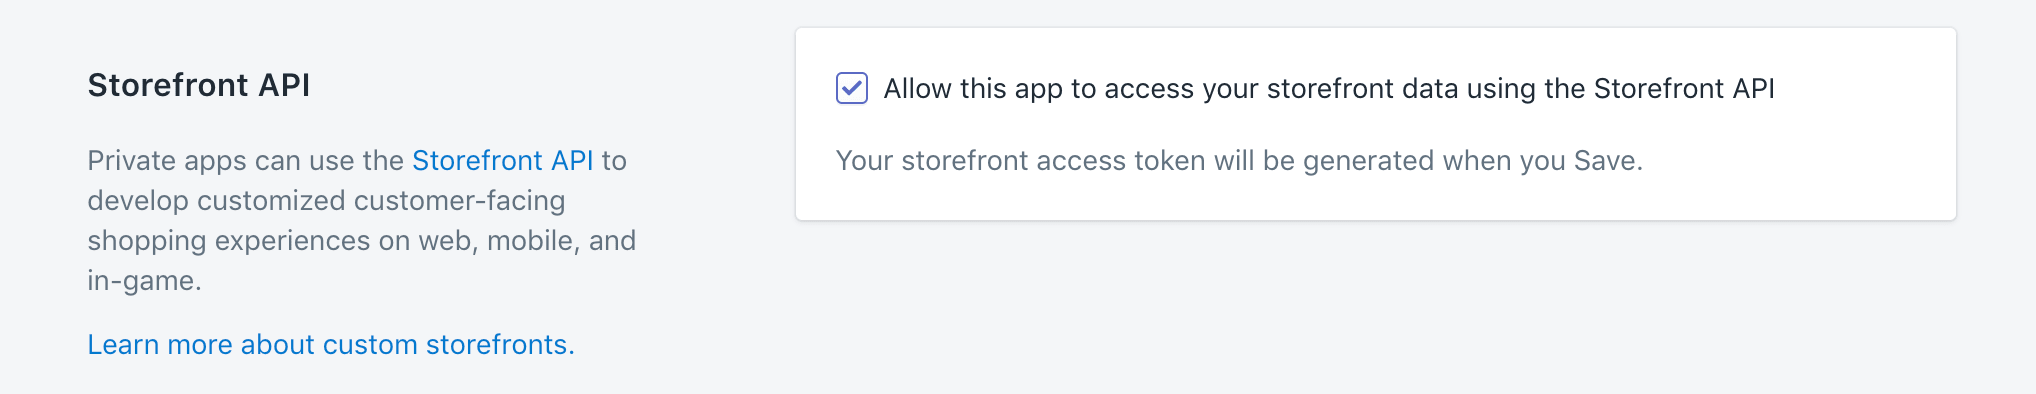 Storefront API
Private apps can use the Storefront API to
develop customized customer-facing
shopping experiences on web, mobile, and
in-game.
Learn more about custom storefronts.
Allow this app to access your storefront data using the Storefront API
Your storefront access token will be generated when you Save.